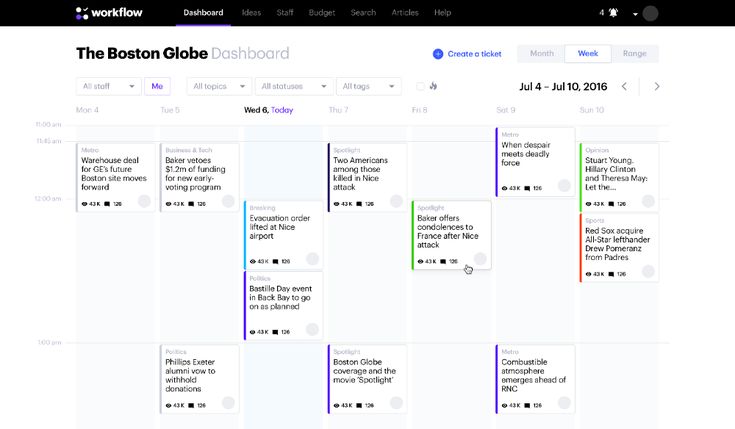 workflow
Dashboard Ideas Staff Budget Search Articles Help
4
The Boston Globe Dashboard
Create a ticket
Month Week Range
All staff Me All topics All statuses All tags
Jul 4 – Jul 10, 2016
Mon 4 Tue 5 Wed 6, Today Thu 7 Fri 8 Sat 9 Sun 10
11:00 am
11:45 am
Metro
Warehouse deal
for GE's future
Boston site moves
forward
43 K 126
Business & Tech
Baker vetoes
$1.2m of funding
for new early-
voting program
43 K 126
Spotlight
Two Americans
among those
killed in Nice
attack
43 K 126
Metro
When despair
meets deadly
force
43 K 126
Opinion
Stuart Young,
Hillary Clinton
and Theresa May:
Let the...
43 K 126
12:00 am
Breaking
Evacuation order
lifted at Nice
airport
43 K 126
Spotlight
Baker offers
condolences to
France after Nice
attack
43 K 126
Sports
Red Sox acquire
All-Star lefthander
Drew Pomeranz
from Padres
43 K 126
Politics
Bastille Day event
in Back Bay to go
on as planned
43 K 126
1:00 am
Politics
Phillips Exeter
alumni vow to
withhold
donations
43 K 126
Spotlight
Boston Globe
coverage and the
movie 'Spotlight'
43 K 126
Metro
Combustible
atmosphere
emerges ahead of
RNC
43 K 126